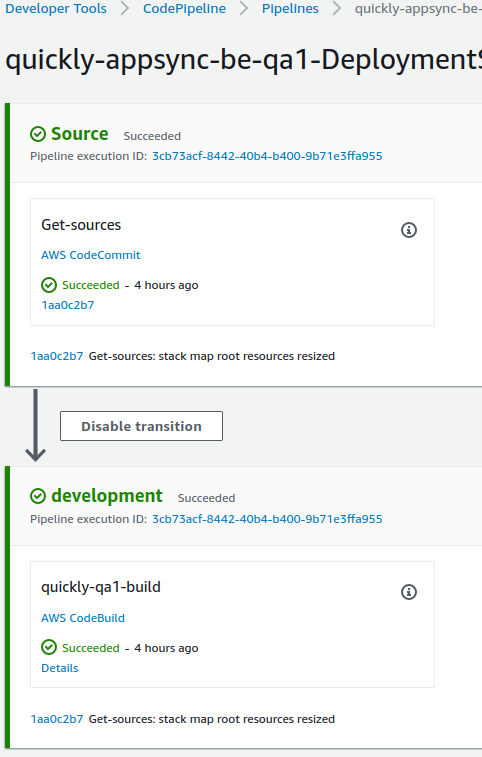 Developer Tools > CodePipeline > Pipelines > quickly-appsync-be-
quickly-appsync-be-qa1-Deployment
Source Succeeded
Pipeline execution ID: 3cb73acf-8442-40b4-b400-9b71e3ffa955
Get-sources
AWS CodeCommit
Succeeded - 4 hours ago
1aa0c2b7
1aa0c2b7 Get-sources: stack map root resources resized
Disable transition
development Succeeded
Pipeline execution ID: 3cb73acf-8442-40b4-b400-9b71e3ffa955
quickly-qa1-build
AWS CodeBuild
Succeeded - 4 hours ago
Details
1aa0c2b7 Get-sources: stack map root resources resized